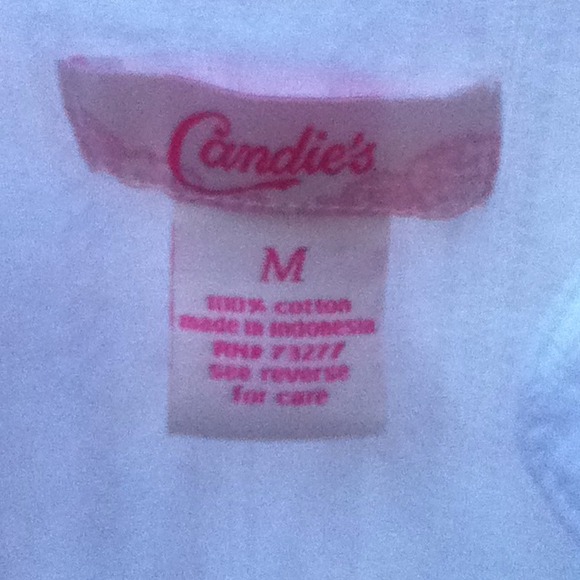 Candie's
M
100% cotton
made in Indonesia
RN# 73277
see reverse
for care